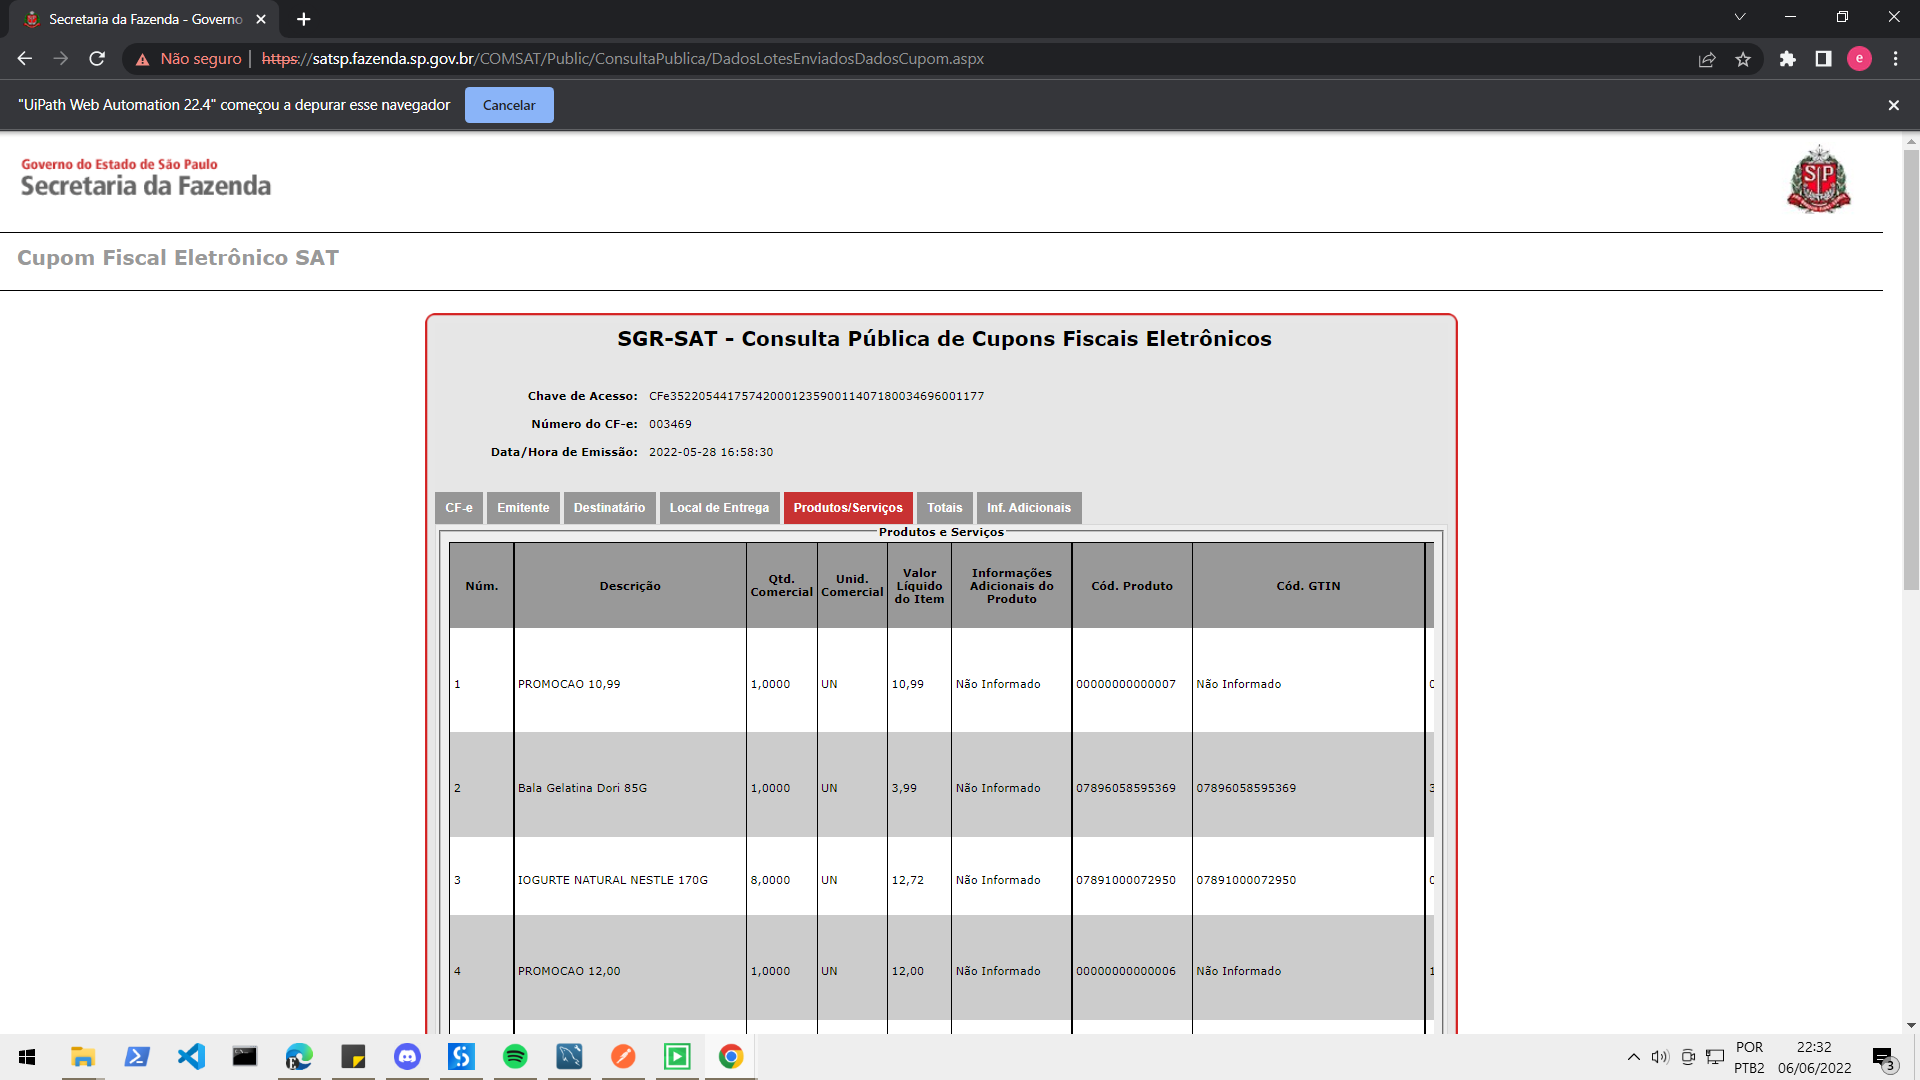 Secretaria da Fazenda - Governo
Não seguro
https://satsp.fazenda.sp.gov.br/COMSAT/Public/ConsultaPublica/DadosLotesEnviadosDadosCupom.aspx
e
"UiPath Web Automation 22.4" começou a depurar esse navegador
Cancelar
Governo do Estado de São Paulo
Secretaria da Fazenda
SP
Cupom Fiscal Eletrônico SAT
SGR-SAT - Consulta Pública de Cupons Fiscais Eletrônicos
Chave de Acesso: CFe35220544175742000123590011407180034696001177
Número do CF-e: 003469
Data/Hora de Emissão: 2022-05-28 16:58:30
CF-e Emitente Destinatário Local de Entrega Produtos/Serviços Totais Inf. Adicionais
Produtos e Serviços
Núm. Descrição Qtd. Comercial Unid. Comercial Valor Líquido do Item Informações Adicionais do Produto Cód. Produto Cód. GTIN
1 PROMOCAO 10,99 1,0000 UN 10,99 Não Informado 00000000000007 Não Informado
2 Bala Gelatina Dori 85G 1,0000 UN 3,99 Não Informado 07896058595369 07896058595369
3 IOGURTE NATURAL NESTLE 170G 8,0000 UN 12,72 Não Informado 07891000072950 07891000072950
4 PROMOCAO 12,00 1,0000 UN 12,00 Não Informado 00000000000006 Não Informado
POR
PTB2
22:32
06/06/2022
3